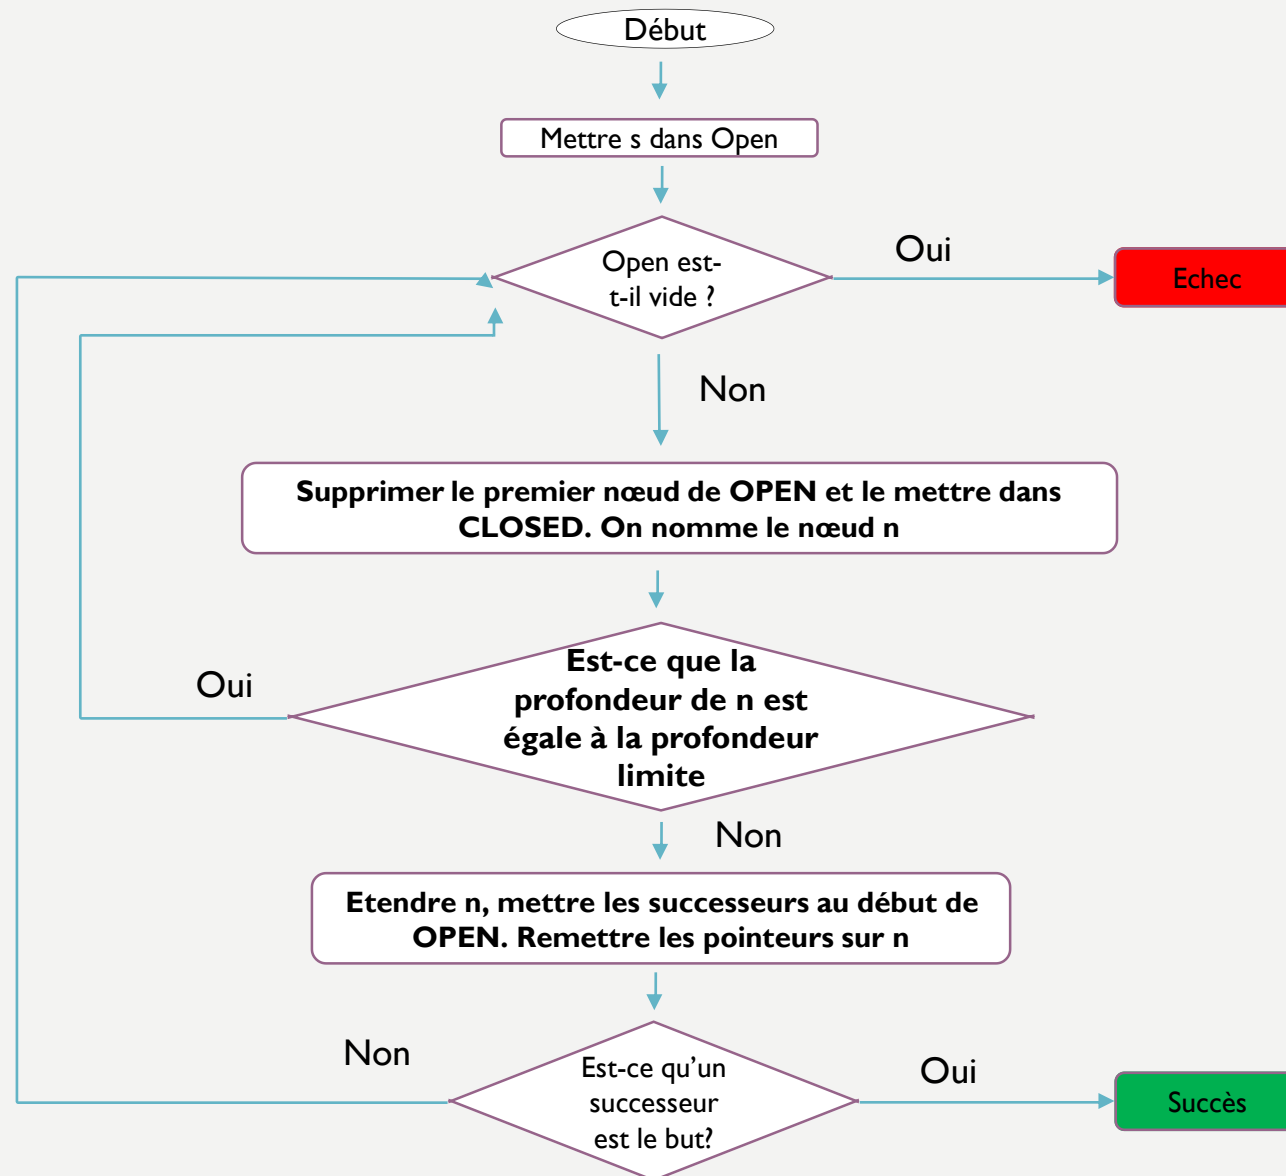 Début
Mettre s dans Open
Open est-
t-il vide ?
Oui
Echec
Non
Supprimer le premier nœud de OPEN et le mettre dans
CLOSED. On nomme le nœud n
Oui
Est-ce que la
profondeur de n est
égale à la profondeur
limite
Non
Etendre n, mettre les successeurs au début de
OPEN. Remettre les pointeurs sur n
Non
Est-ce qu’un
successeur
est le but?
Oui
Succès